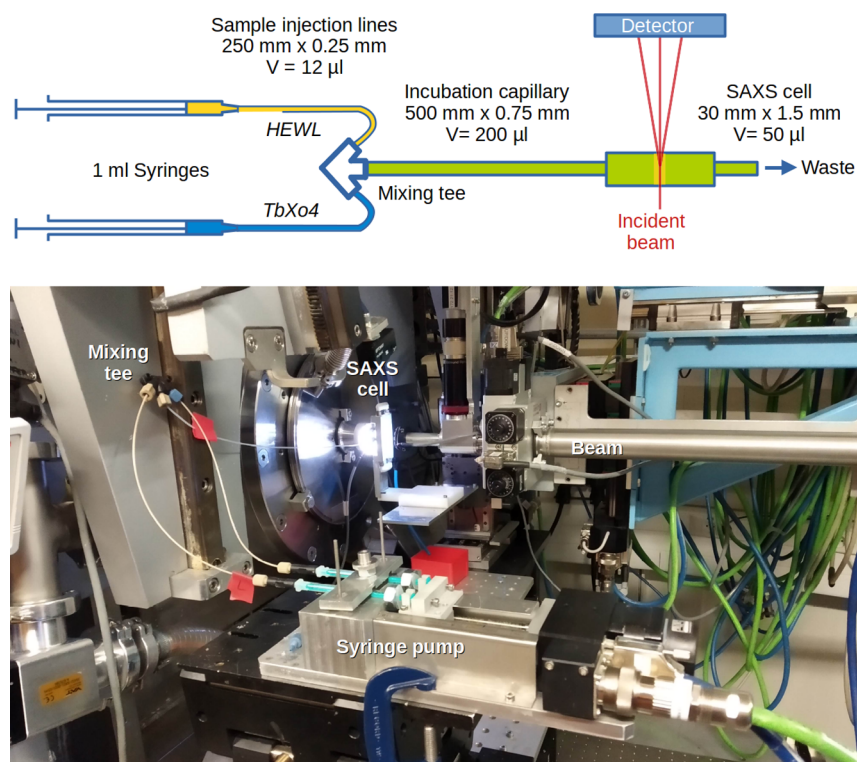 Sample injection lines
250 mm x 0.25 mm
V = 12 µl
Detector
Incubation capillary
500 mm x 0.75 mm
V= 200 µl
SAXS cell
30 mm x 1.5 mm
V= 50 µl
HEWL
1 ml Syringes
Mixing tee
Waste
TbXo4
Incident
beam
Mixing
tee
SAXS
cell
Beam
Syringe pump